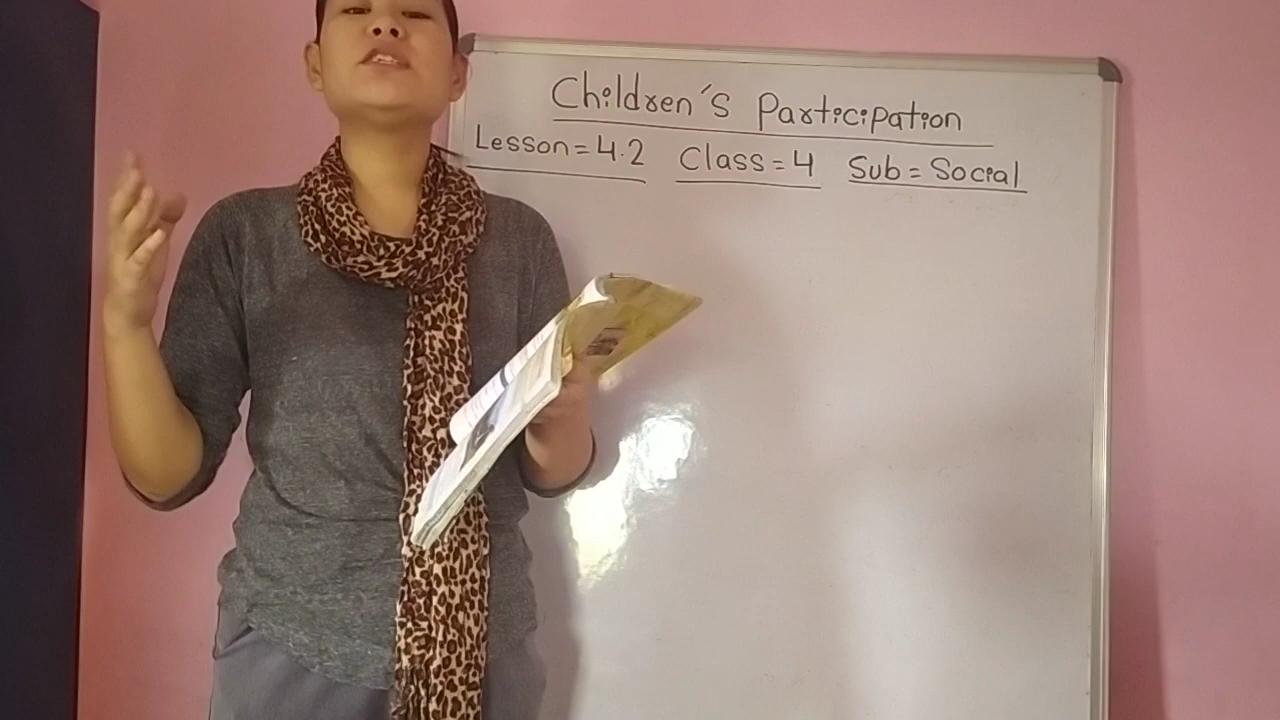 Children's Participation
Lesson = 4.2 Class = 4 Sub = Social